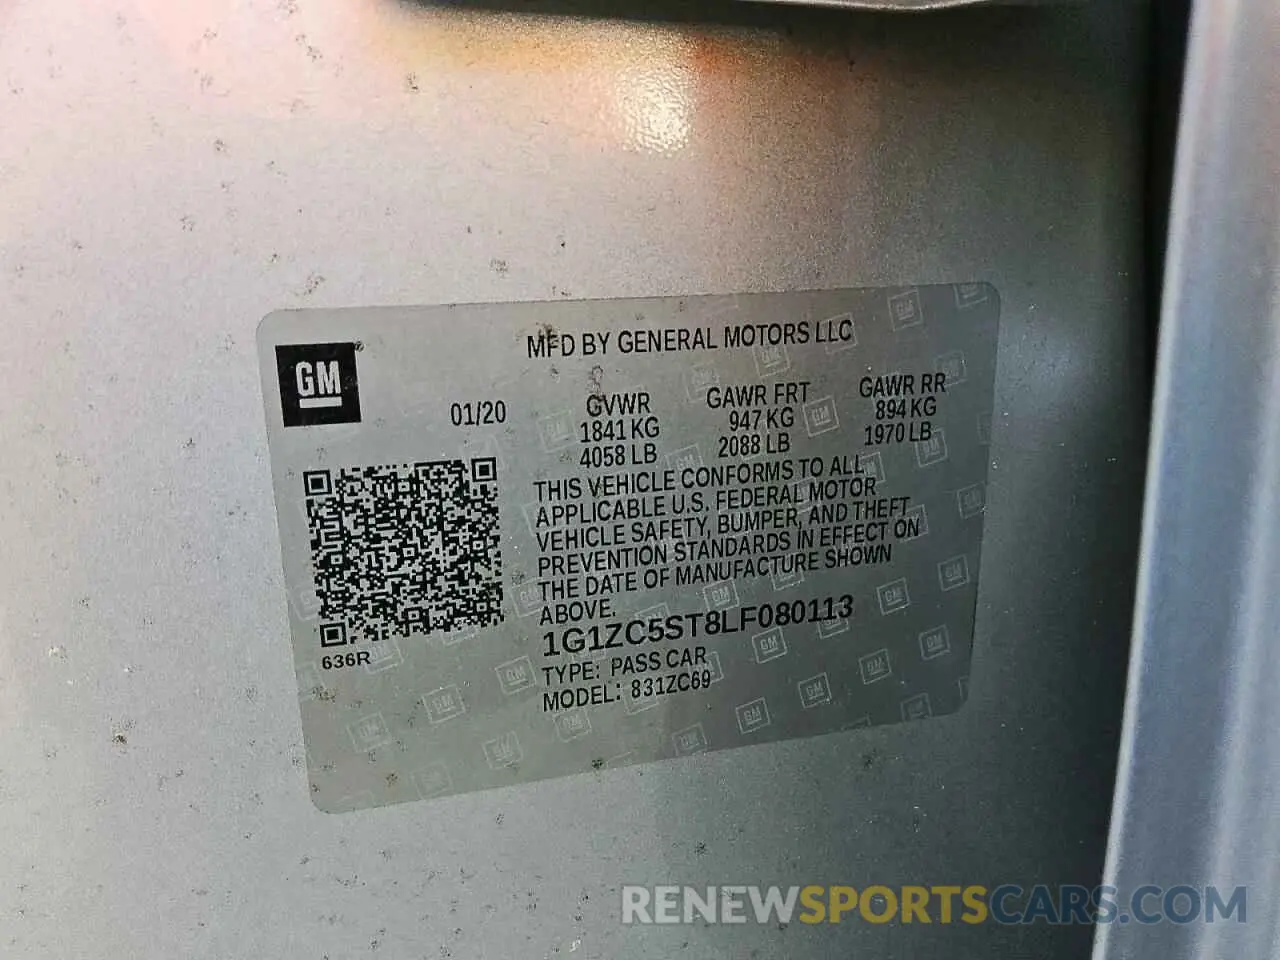 GM
MFD BY GENERAL MOTORS LLC
01/20
GVWR
1841 KG
4058 LB
GAWR FRT
947 KG
2088 LB
GAWR RR
894 KG
1970 LB
THIS VEHICLE CONFORMS TO ALL
APPLICABLE U.S. FEDERAL MOTOR
VEHICLE SAFETY, BUMPER, AND THEFT
PREVENTION STANDARDS IN EFFECT ON
THE DATE OF MANUFACTURE SHOWN
ABOVE.
1G1ZC5ST8LF080113
TYPE: PASS CAR
MODEL: 831ZC69
636R
RENEWSPORTSCARS.COM